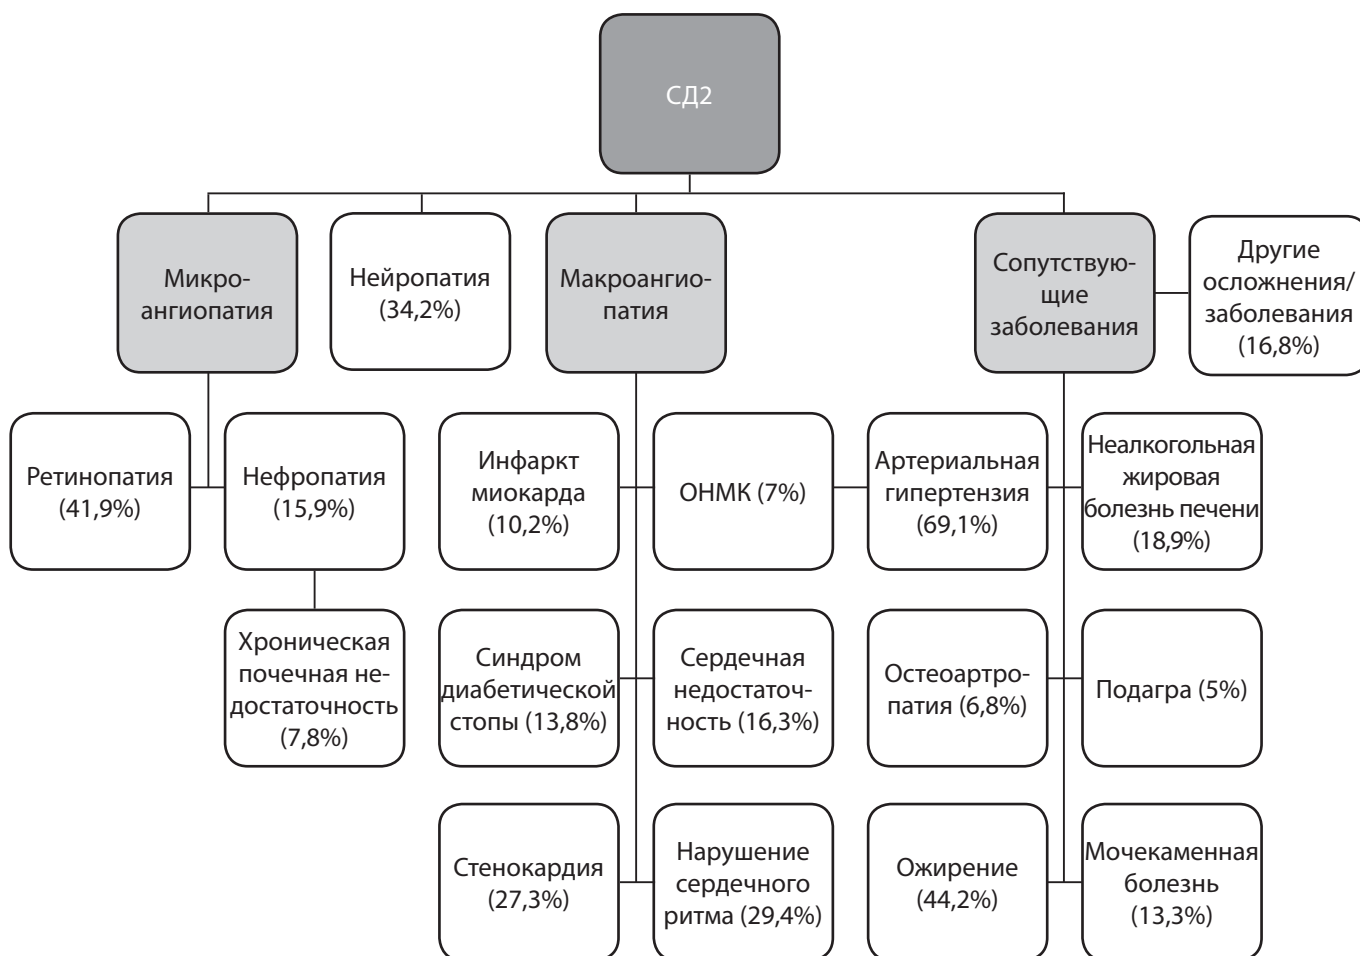 СД2
Микро-
ангиопатия
Нейропатия
(34,2%)
Макроангио-
патия
Сопутствую-
щие
заболевания
Другие
осложнения/
заболевания
(16,8%)
Ретинопатия
(41,9%)
Нефропатия
(15,9%)
Инфаркт
миокарда
(10,2%)
ОНМК (7%)
Артериальная
гипертензия
(69,1%)
Неалкогольная
жировая
болезнь печени
(18,9%)
Хроническая
почечная не-
достаточность
(7,8%)
Синдром
диабетической
стопы (13,8%)
Сердечная
недостаточ-
ность (16,3%)
Остеоартро-
патия (6,8%)
Подагра (5%)
Стенокардия
(27,3%)
Нарушение
сердечного
ритма (29,4%)
Ожирение
(44,2%)
Мочекаменная
болезнь
(13,3%)